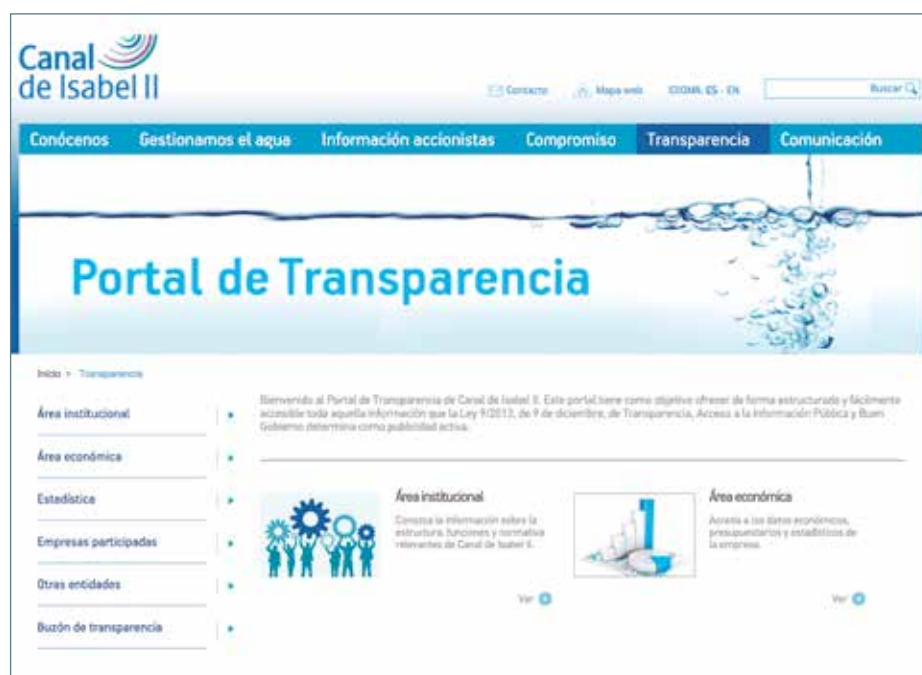 Canal
de Isabel II
Contacto Mapa web IDIOMA: ES - EN Buscar
Conócenos Gestionamos el agua Información accionistas Compromiso Transparencia Comunicación
Portal de Transparencia
Inicio > Transparencia
Bienvenido al Portal de Transparencia de Canal de Isabel II. Este portal tiene como objetivo ofrecer de forma estructurada y fácilmente
accesible toda aquella información que la Ley 9/2013, de 9 de diciembre, de Transparencia, Acceso a la Información Pública y Buen
Gobierno determina como publicidad activa.
Área institucional
Área económica
Estadística
Empresas participadas
Otras entidades
Buzón de transparencia
Área institucional
Conozca la información sobre la
estructura, funciones y normativa
relevantes de Canal de Isabel II.
Ver
Área económica
Acceda a los datos económicos,
presupuestarios y estadísticos de
la empresa.
Ver